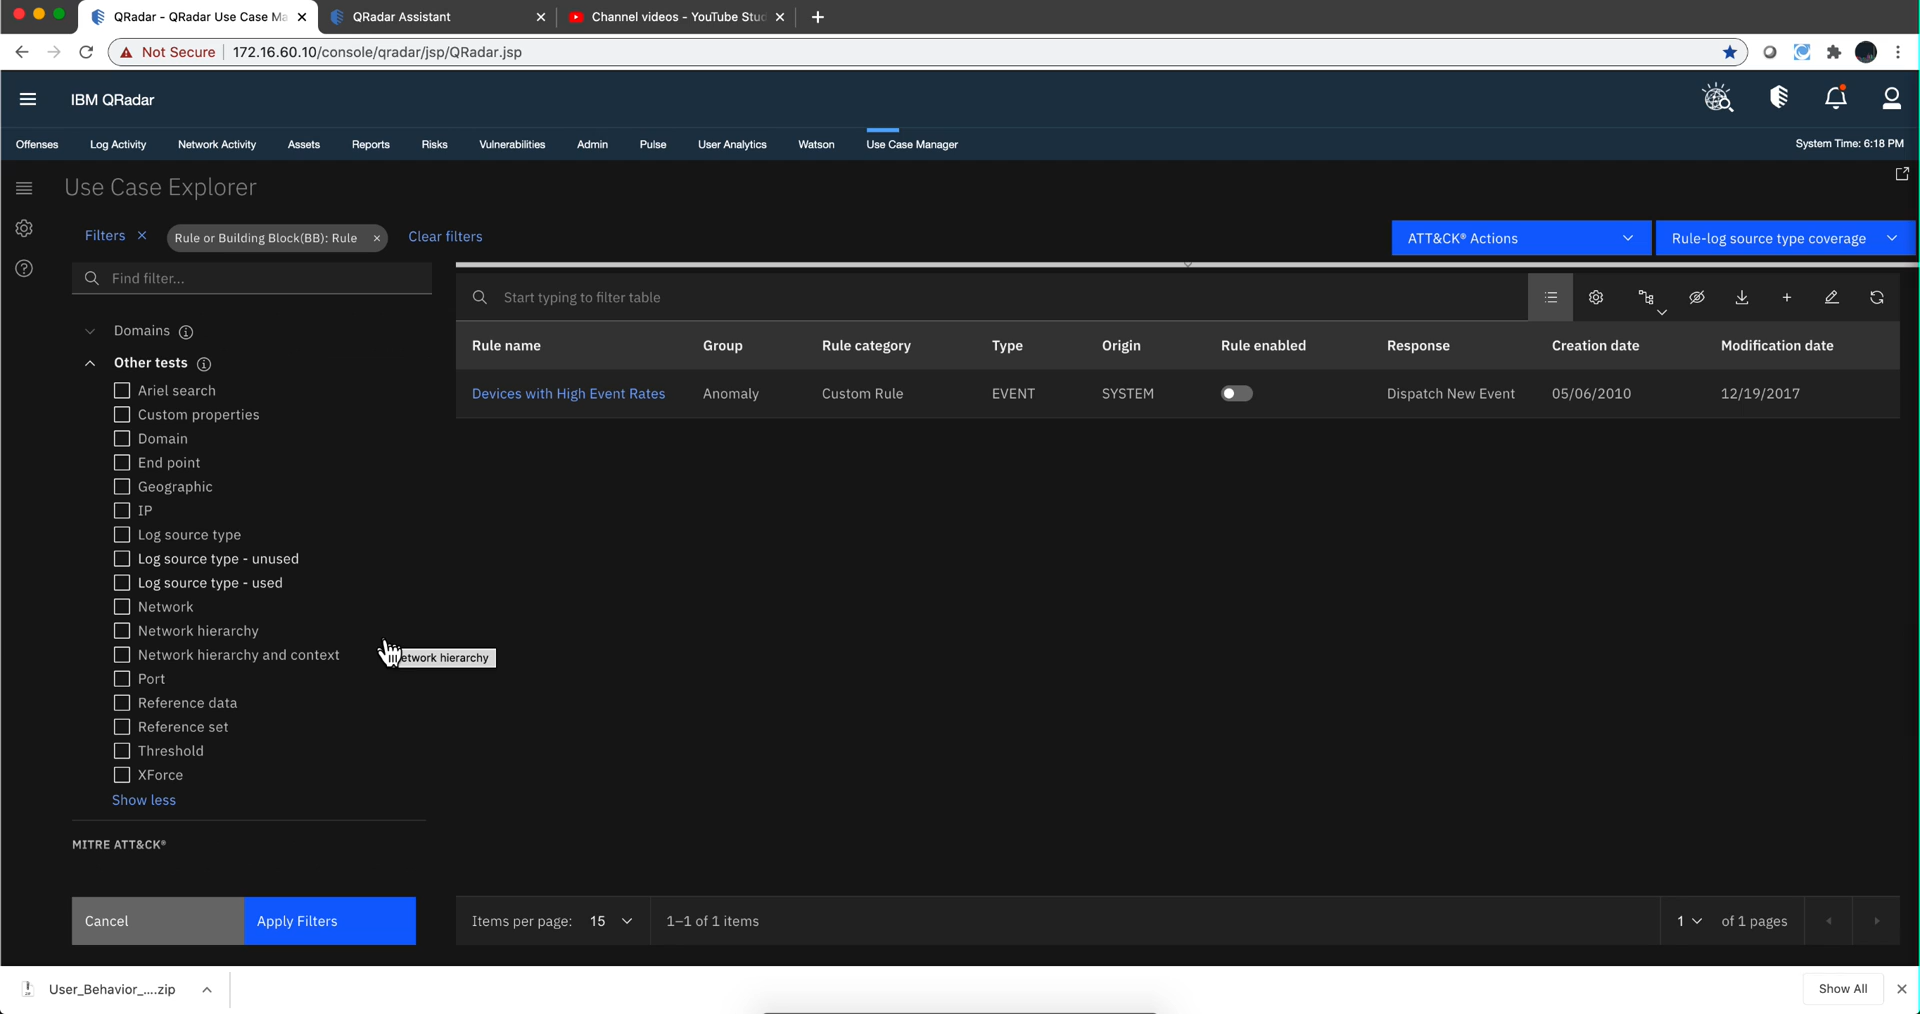 QRadar - QRadar Use Case Ma
QRadar Assistant
Channel videos - YouTube Stud
Not Secure
172.16.60.10/console/qradar/jsp/QRadar.jsp
IBM QRadar
Offenses
Log Activity
Network Activity
Assets
Reports
Risks
Vulnerabilities
Admin
Pulse
User Analytics
Watson
Use Case Manager
System Time: 6:18 PM
Use Case Explorer
Filters
Rule or Building Block(BB): Rule
Clear filters
ATT&CK® Actions
Rule-log source type coverage
Find filter...
Domains
Other tests
Ariel search
Custom properties
Domain
End point
Geographic
IP
Log source type
Log source type - unused
Log source type - used
Network
Network hierarchy
Network hierarchy and context
Port
Reference data
Reference set
Threshold
XForce
Show less
MITRE ATT&CK®
Cancel
Apply Filters
etwork hierarchy
Start typing to filter table
Rule name Group Rule category Type Origin Rule enabled Response Creation date Modification date
Devices with High Event Rates Anomaly Custom Rule EVENT SYSTEM Dispatch New Event 05/06/2010 12/19/2017
Items per page: 15
1–1 of 1 items
1
of 1 pages
User_Behavior_....zip
Show All